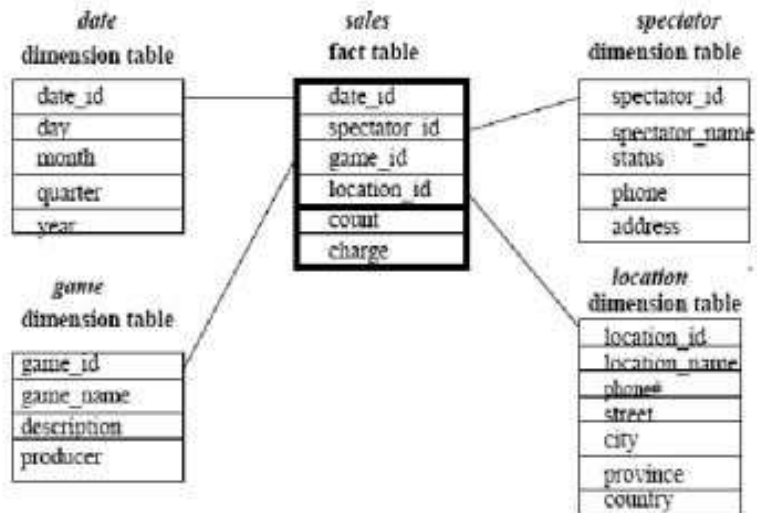 date
dimension table
date_id
day
month
quarter
year
sales
fact table
date_id
spectator_id
game_id
location_id
count
charge
spectator
dimension table
spectator_id
spectator_name
status
phone
address
game
dimension table
game_id
game_name
description
producer
location
dimension table
location_id
location_name
phone#
street
city
province
country